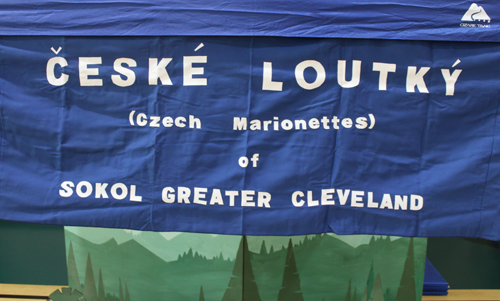 ČESKÉ LOUTKÝ
(Czech Marionettes)
of
SOKOL GREATER CLEVELAND